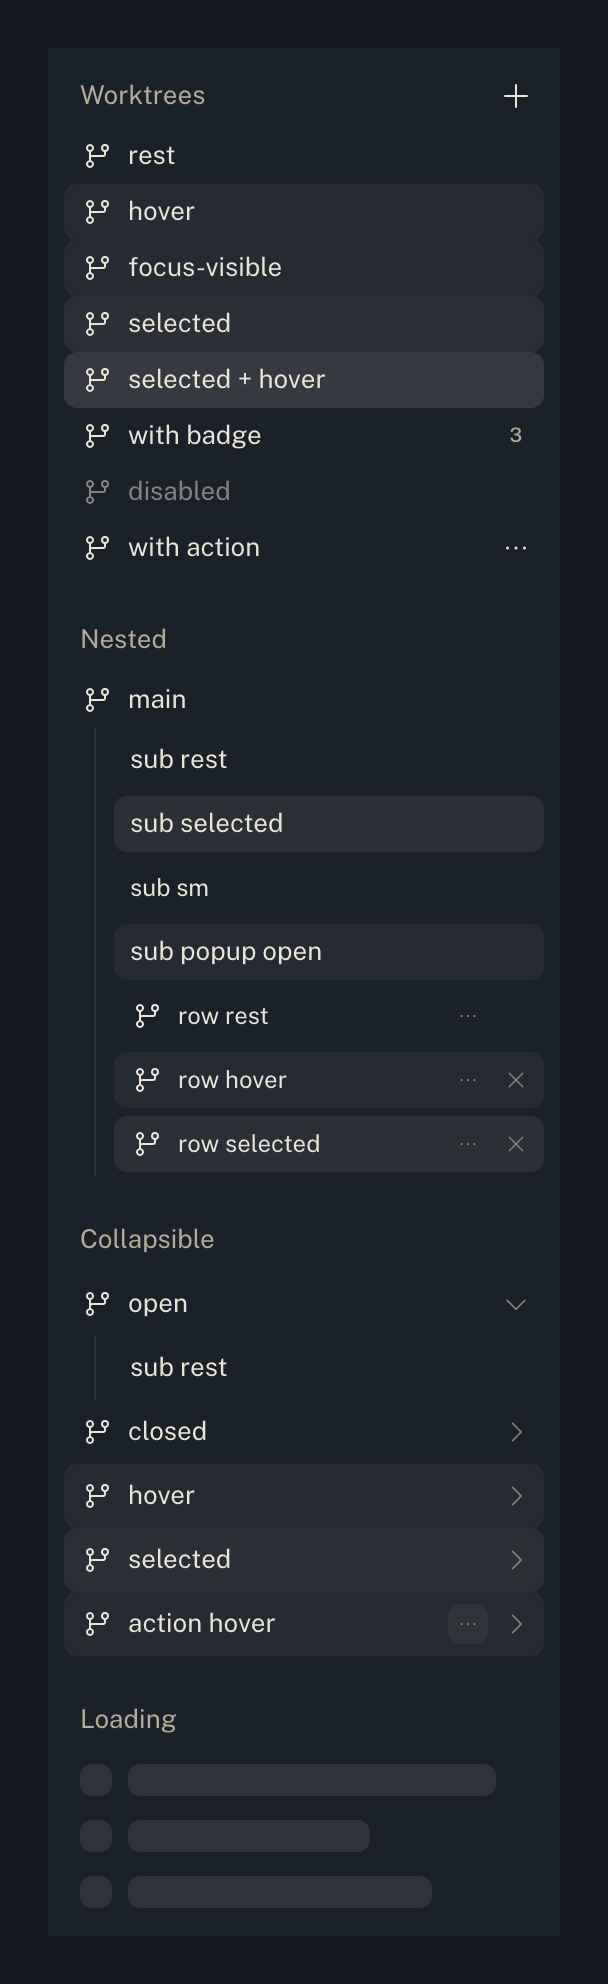 Worktrees
rest
hover
focus-visible
selected
selected + hover
with badge 3
disabled
with action ...
Nested
main
sub rest
sub selected
sub sm
sub popup open
row rest ...
row hover ...
row selected ...
Collapsible
open
sub rest
closed
hover
selected
action hover ...
Loading